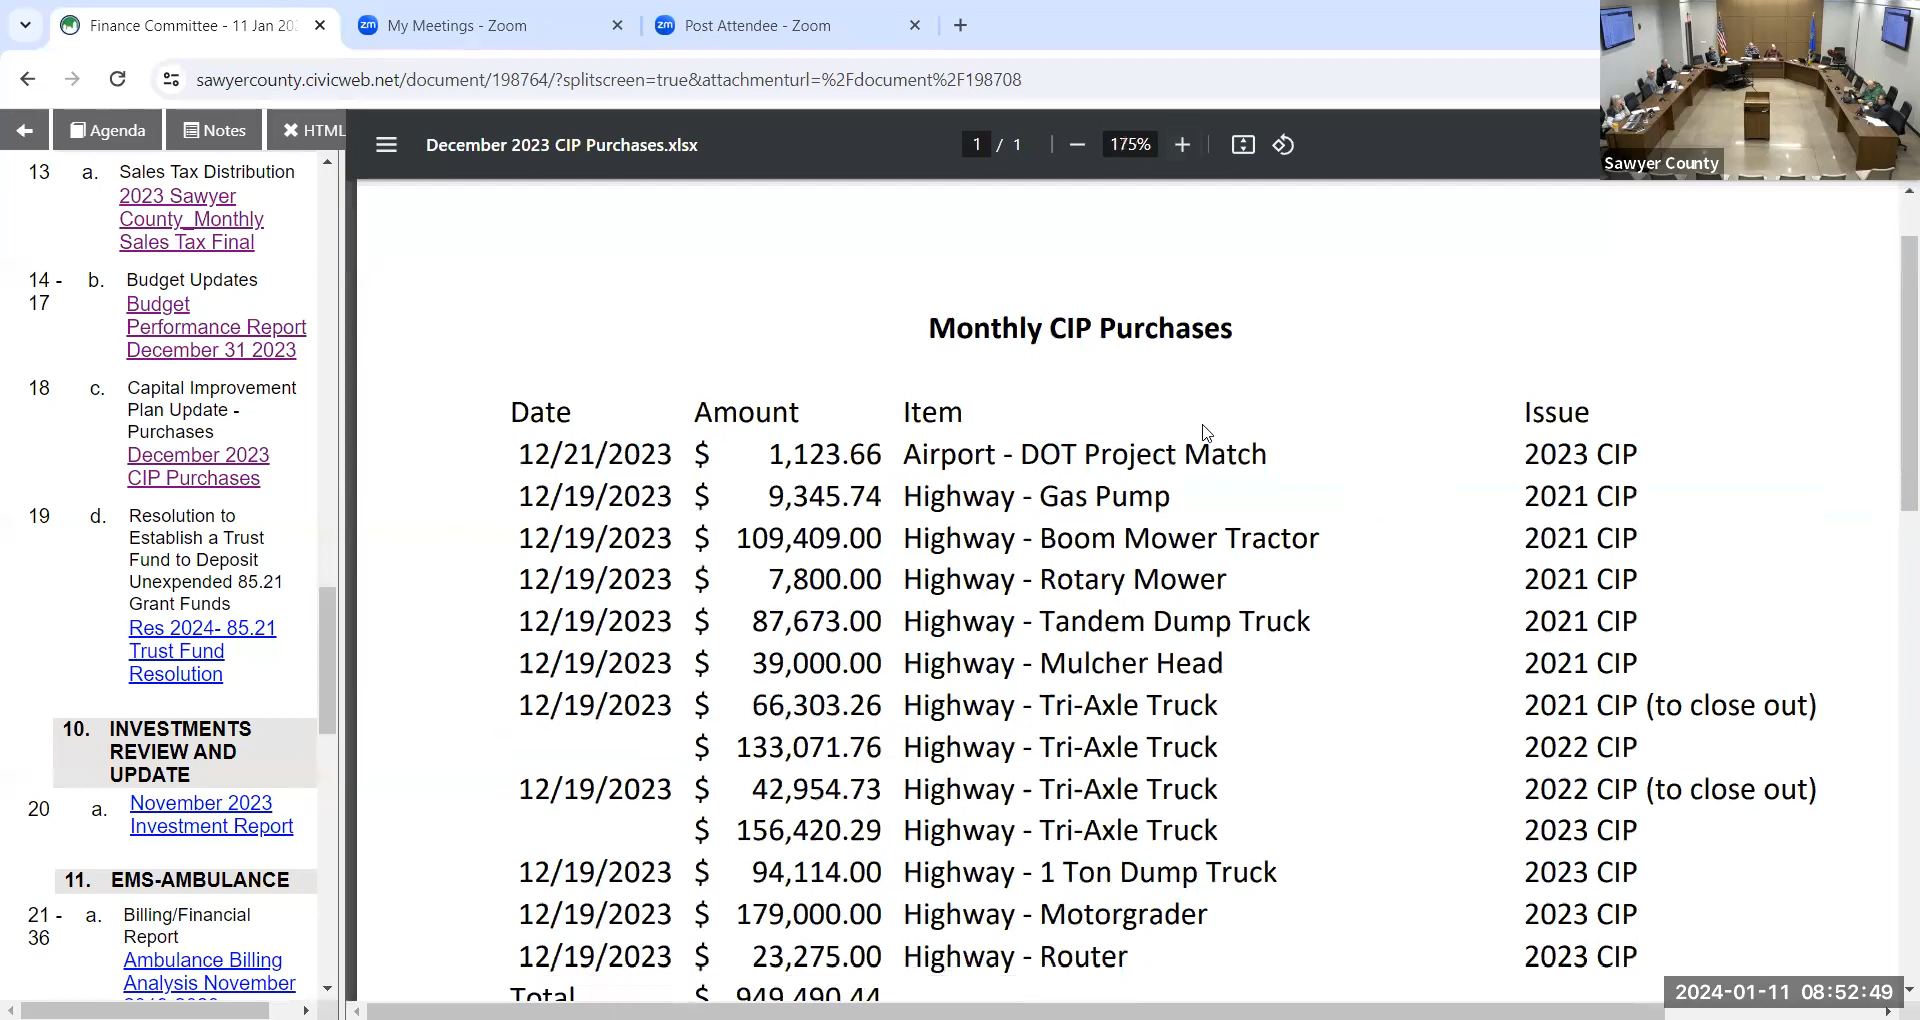 Finance Committee - 11 Jan 202
My Meetings - Zoom
Post Attendee - Zoom
sawyercounty.civicweb.net/document/198764/?splitscreen=true&attachmenturl=%2Fdocument%2F198708
Agenda
Notes
HTML
December 2023 CIP Purchases.xlsx
1 / 1
175%
Sawyer County
13 a. Sales Tax Distribution
2023 Sawyer
County_Monthly
Sales Tax Final
14 - b. Budget Updates
17 Budget
Performance Report
December 31 2023
18 c. Capital Improvement
Plan Update -
Purchases
December 2023
CIP Purchases
19 d. Resolution to
Establish a Trust
Fund to Deposit
Unexpended 85.21
Grant Funds
Res 2024- 85.21
Trust Fund
Resolution
10. INVESTMENTS
REVIEW AND
UPDATE
20 a. November 2023
Investment Report
11. EMS-AMBULANCE
21 - a. Billing/Financial
36 Report
Ambulance Billing
Analysis November
Monthly CIP Purchases
Date Amount Item Issue
12/21/2023 $ 1,123.66 Airport - DOT Project Match 2023 CIP
12/19/2023 $ 9,345.74 Highway - Gas Pump 2021 CIP
12/19/2023 $ 109,409.00 Highway - Boom Mower Tractor 2021 CIP
12/19/2023 $ 7,800.00 Highway - Rotary Mower 2021 CIP
12/19/2023 $ 87,673.00 Highway - Tandem Dump Truck 2021 CIP
12/19/2023 $ 39,000.00 Highway - Mulcher Head 2021 CIP
12/19/2023 $ 66,303.26 Highway - Tri-Axle Truck 2021 CIP (to close out)
$ 133,071.76 Highway - Tri-Axle Truck 2022 CIP
12/19/2023 $ 42,954.73 Highway - Tri-Axle Truck 2022 CIP (to close out)
$ 156,420.29 Highway - Tri-Axle Truck 2023 CIP
12/19/2023 $ 94,114.00 Highway - 1 Ton Dump Truck 2023 CIP
12/19/2023 $ 179,000.00 Highway - Motorgrader 2023 CIP
12/19/2023 $ 23,275.00 Highway - Router 2023 CIP
Total $ 949,490.44
2024-01-11 08:52:49